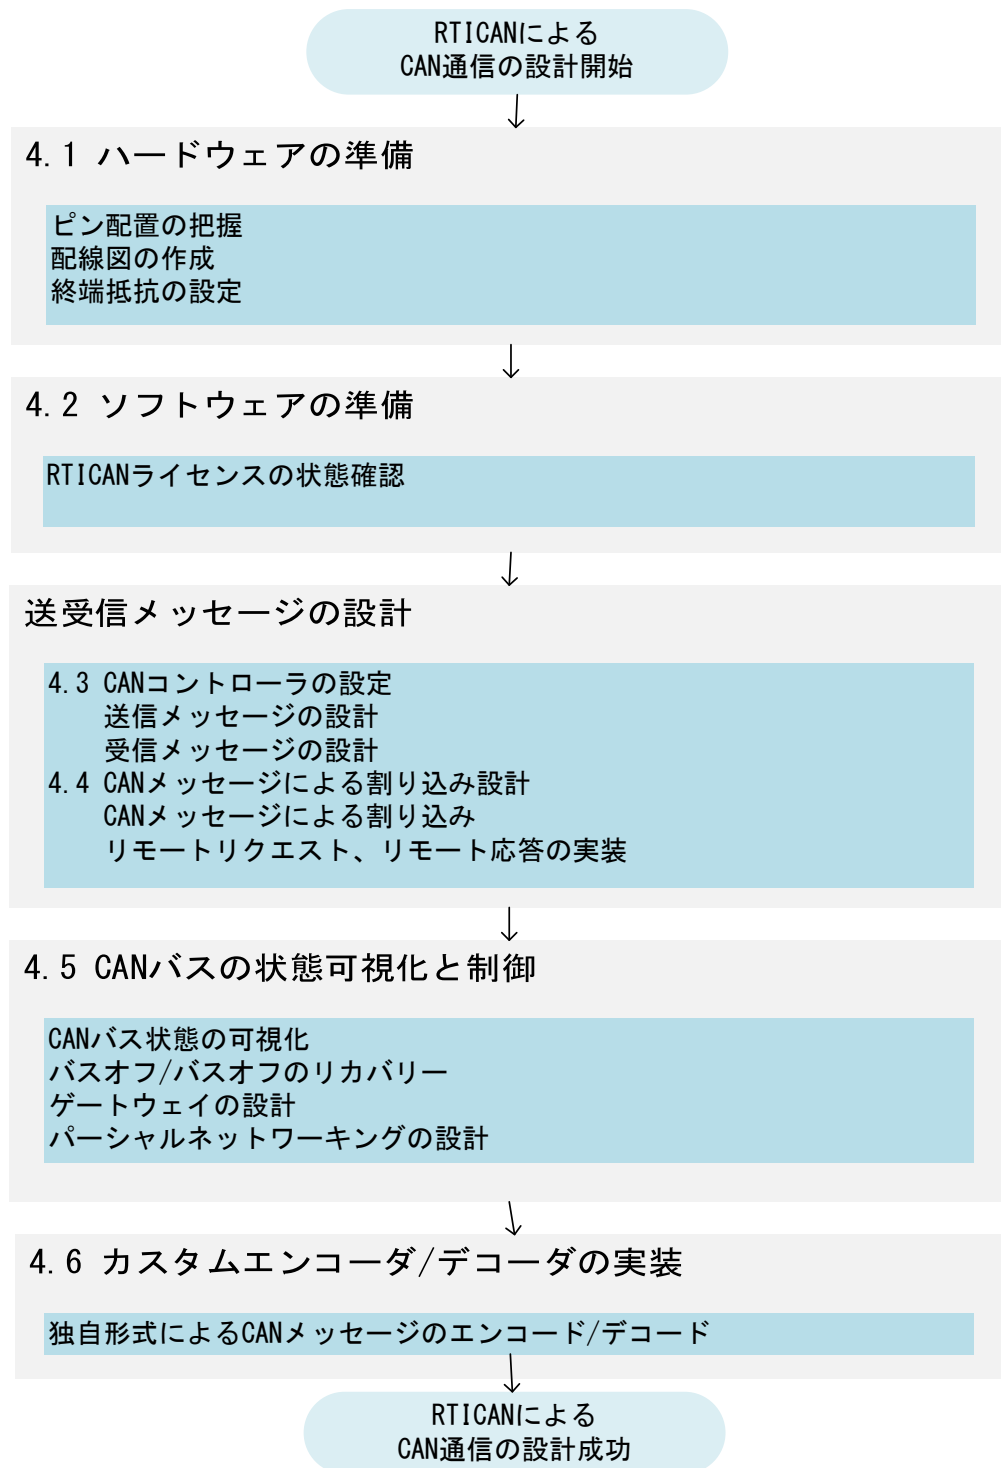 RTICANによる
CAN通信の設計開始
4.1 ハードウェアの準備
ピン配置の把握
配線図の作成
終端抵抗の設定
4.2 ソフトウェアの準備
RTICANライセンスの状態確認
送受信メッセージの設計
4.3 CANコントローラの設定
送信メッセージの設計
受信メッセージの設計
4.4 CANメッセージによる割り込み設計
CANメッセージによる割り込み
リモートリクエスト、リモート応答の実装
4.5 CANバスの状態可視化と制御
CANバス状態の可視化
バスオフ/バスオフのリカバリー
ゲートウェイの設計
パーシャルネットワーキングの設計
4.6 カスタムエンコーダ/デコーダの実装
独自形式によるCANメッセージのエンコード/デコード
RTICANによる
CAN通信の設計成功